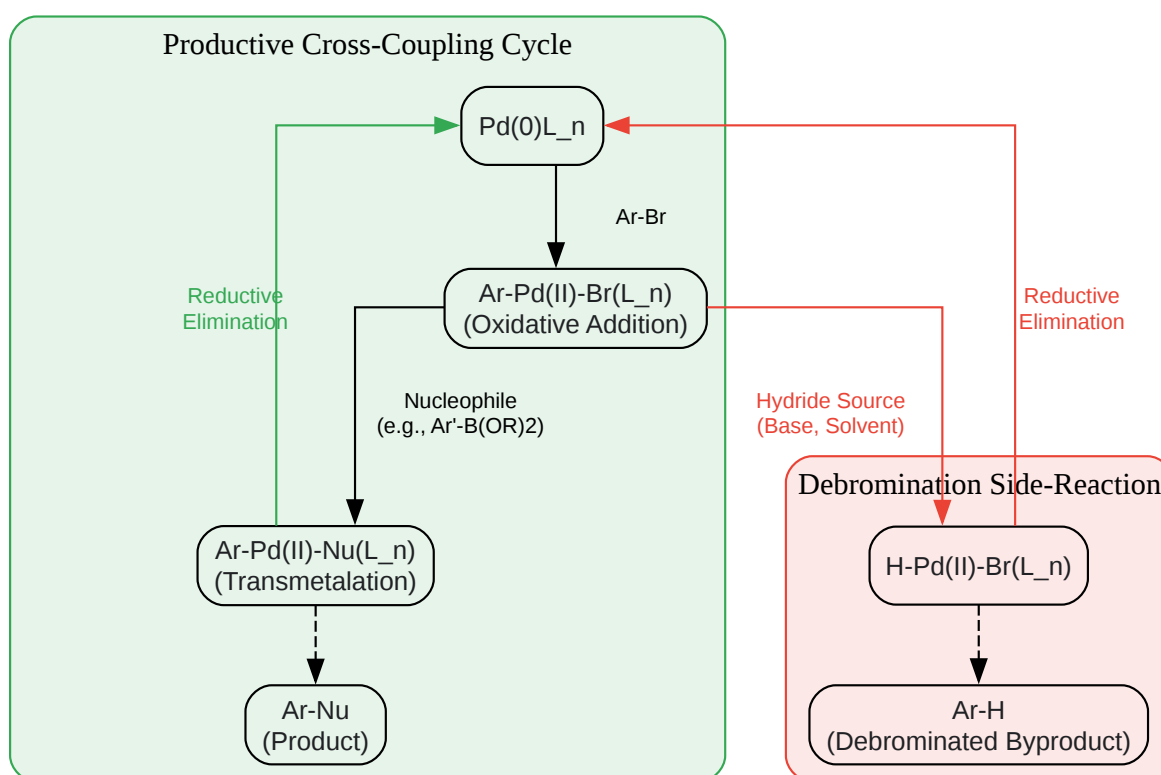 Productive Cross-Coupling Cycle
Pd(0)L_n
Ar-Br
Ar-Pd(II)-Br(L_n)
(Oxidative Addition)
Reductive
Elimination
Reductive
Elimination
Nucleophile
(e.g., Ar'-B(OR)2)
Hydride Source
(Base, Solvent)
Debromination Side-Reaction
Ar-Pd(II)-Nu(L_n)
(Transmetalation)
H-Pd(II)-Br(L_n)
Ar-Nu
(Product)
Ar-H
(Debrominated Byproduct)